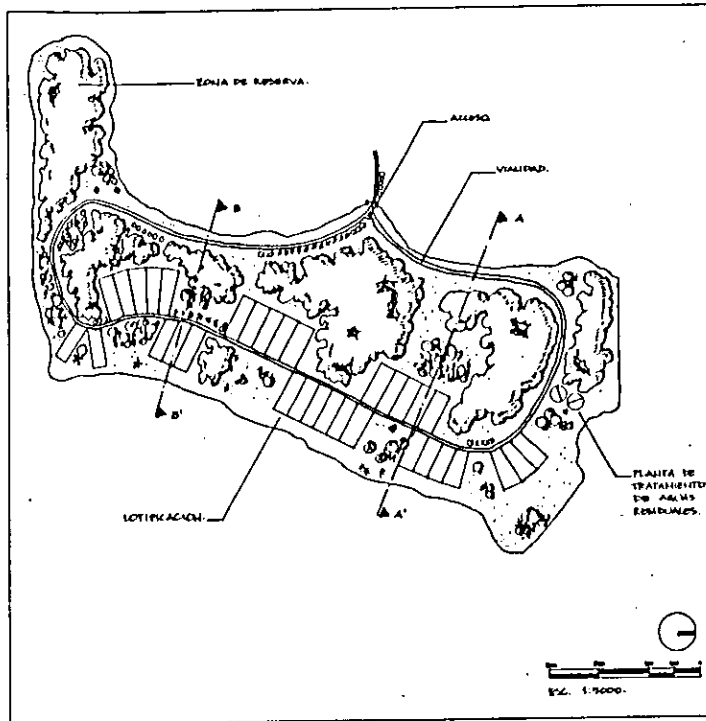 ZONA DE RESERVA.
ACCESO
VIALIDAD.
B
A
B'
A'
LOTIFICACION.
PLANTA DE
TRATAMIENTO
DE AGUAS
RESIDUALES.
ESC. 1:5000.